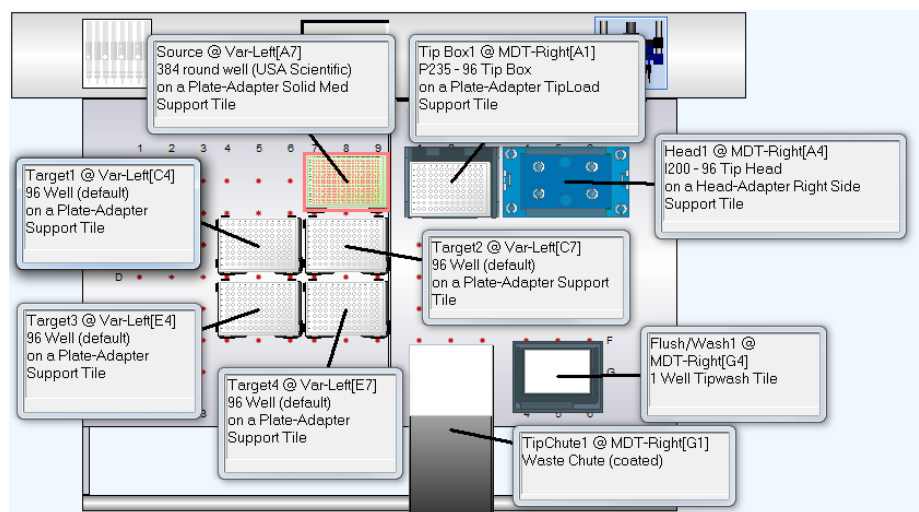 Source @ Var-Left[A7]
384 round well (USA Scientific)
on a Plate-Adapter Solid Med
Support Tile
Tip Box1 @ MDT-Right[A1]
P235 - 96 Tip Box
on a Plate-Adapter TipLoad
Support Tile
Head1 @ MDT-Right[A4]
I200 - 96 Tip Head
on a Head-Adapter Right Side
Support Tile
1 2 3 4 5 6 7 8 9
Target1 @ Var-Left[C4]
96 Well (default)
on a Plate-Adapter
Support Tile
Target2 @ Var-Left[C7]
96 Well (default)
on a Plate-Adapter Support
Tile
D
Target3 @ Var-Left[E4]
96 Well (default)
on a Plate-Adapter
Support Tile
F
G
Flush/Wash1 @
MDT-Right[G4]
1 Well Tipwash Tile
Target4 @ Var-Left[E7]
96 Well (default)
on a Plate-Adapter
Support Tile
TipChute1 @ MDT-Right[G1]
Waste Chute (coated)